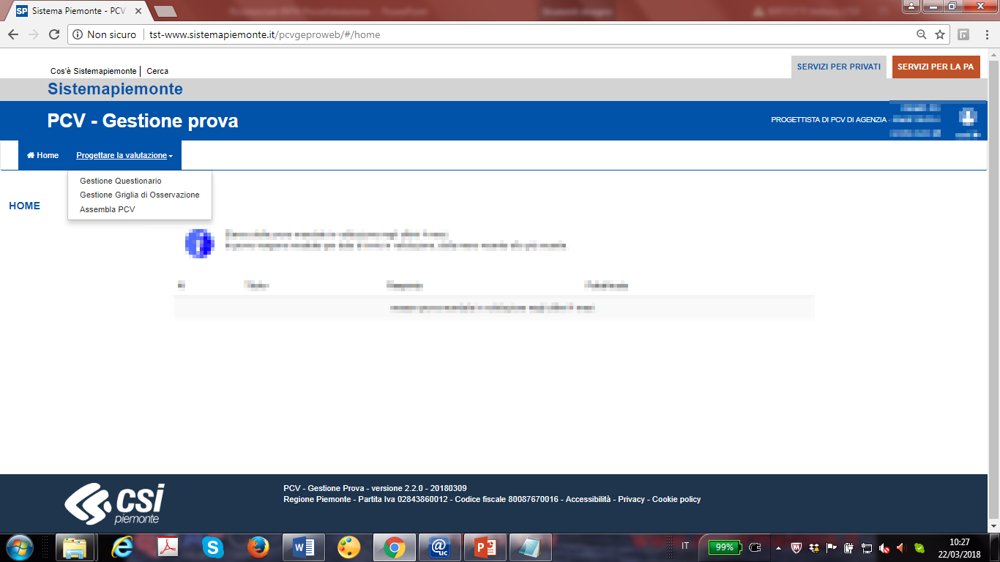 SP Sistema Piemonte - PCV
Non sicuro
tst-www.sistemapiemonte.it/pcvgeproweb/#/home
Cos'è Sistemapiemonte
Cerca
SERVIZI PER PRIVATI
SERVIZI PER LA PA
Sistemapiemonte
PCV - Gestione prova
PROGETTISTA DI PCV DI AGENZIA -
Home
Progettare la valutazione
Gestione Questionario
Gestione Griglia di Osservazione
Assembla PCV
HOME
csi
piemonte
PCV - Gestione Prova - versione 2.2.0 - 20180309
Regione Piemonte - Partita Iva 02843860012 - Codice fiscale 80087670016 - Accessibilità - Privacy - Cookie policy
IT
99%
10:27
22/03/2018